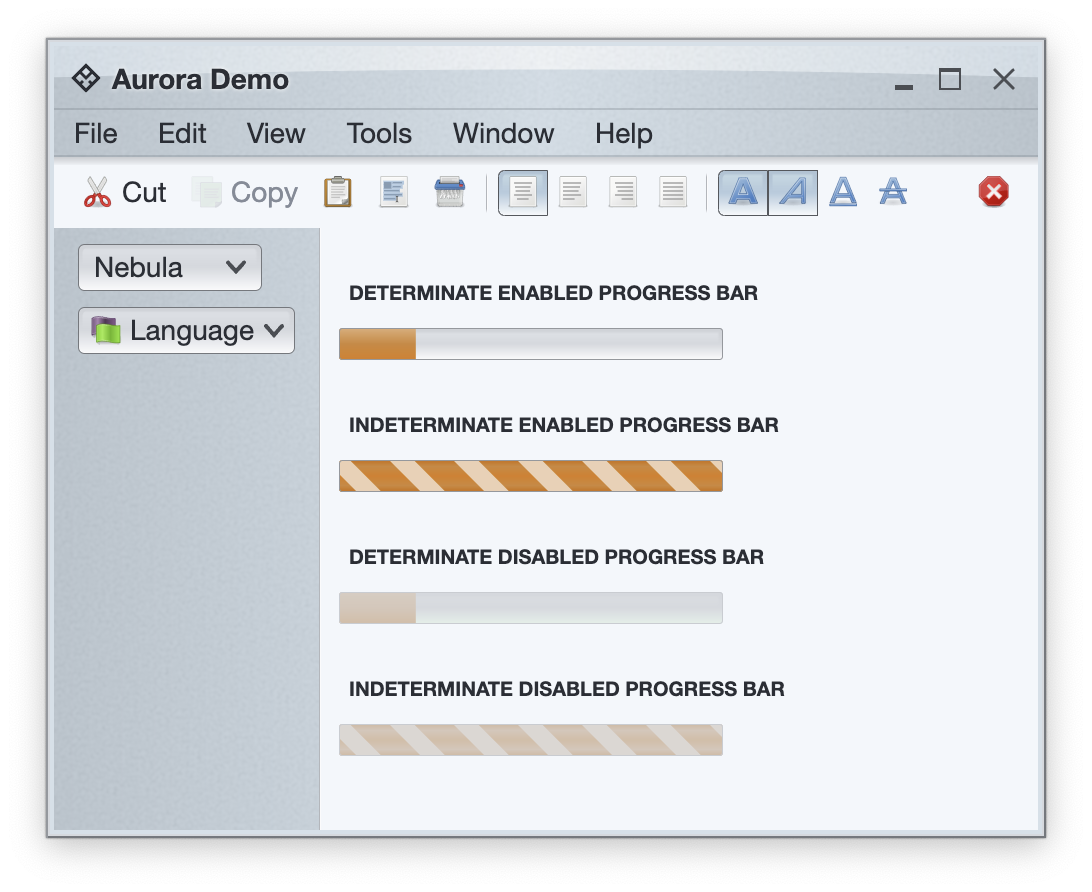 Aurora Demo
File Edit View Tools Window Help
Cut Copy
Nebula
Language
DETERMINATE ENABLED PROGRESS BAR
INDETERMINATE ENABLED PROGRESS BAR
DETERMINATE DISABLED PROGRESS BAR
INDETERMINATE DISABLED PROGRESS BAR